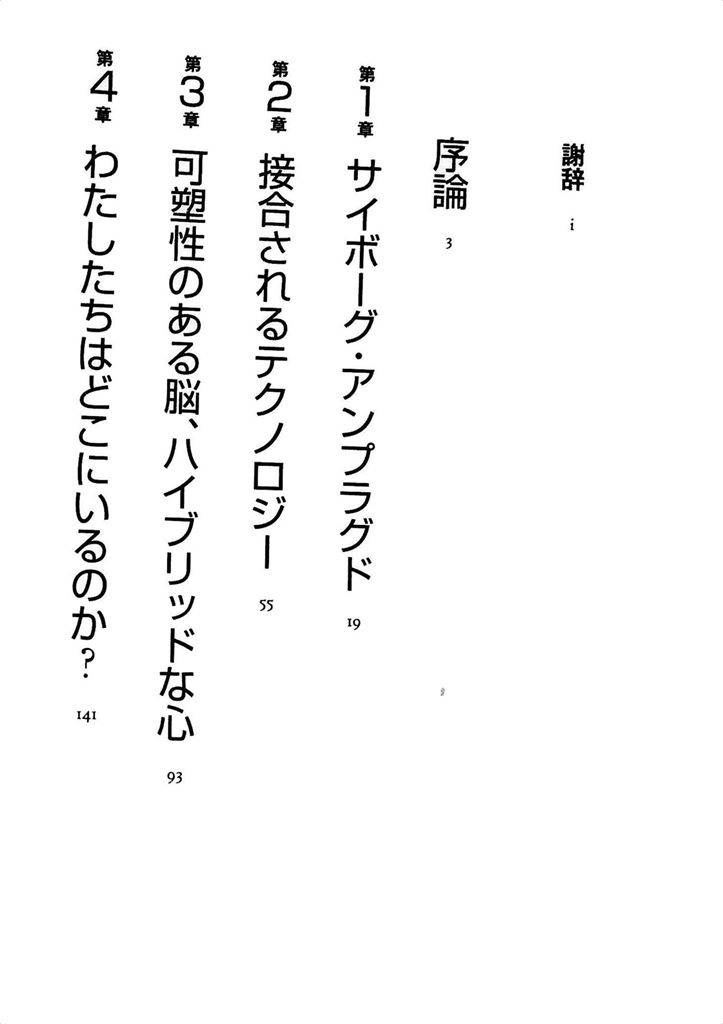 謝辞 i
序論 3
第1章 サイボーグ・アンプラグド 19
第2章 接合されるテクノロジー 55
第3章 可塑性のある脳、ハイブリッドな心 93
第4章 わたしたちはどこにいるのか? 141